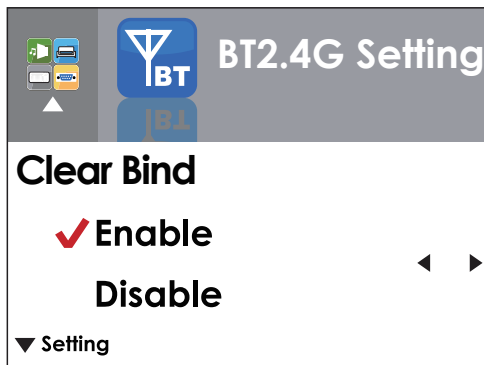 BT
BT2.4G Setting
Clear Bind
Enable
Disable
Setting